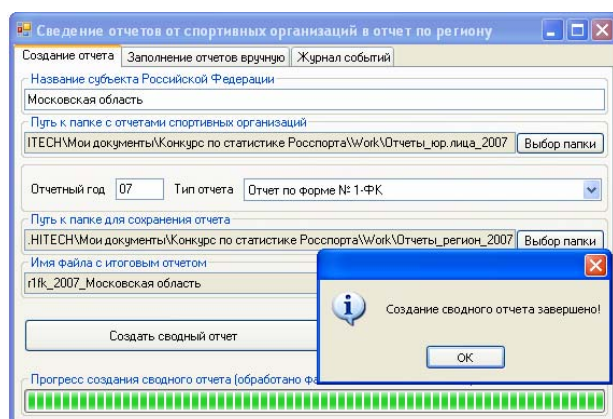 Сведение отчетов от спортивных организаций в отчет по региону
Создание отчета Заполнение отчетов вручную Журнал событий
Название субъекта Российской Федерации
Московская область
Путь к папке с отчетами спортивных организаций
ITECH\Мои документы\Конкурс по статистике Росспорта\Work\Отчеты_юр.лица_2007 Выбор папки
Отчетный год 07 Тип отчета Отчет по форме № 1-ФК
Путь к папке для сохранения отчета
.HITECH\Мои документы\Конкурс по статистике Росспорта\Work\Отчеты_регион_2007 Выбор папки
Имя файла с итоговым отчетом
r1fk_2007_Московская область
Создание сводного отчета завершено!
Создать сводный отчет
OK
Прогресс создания сводного отчета (обработано